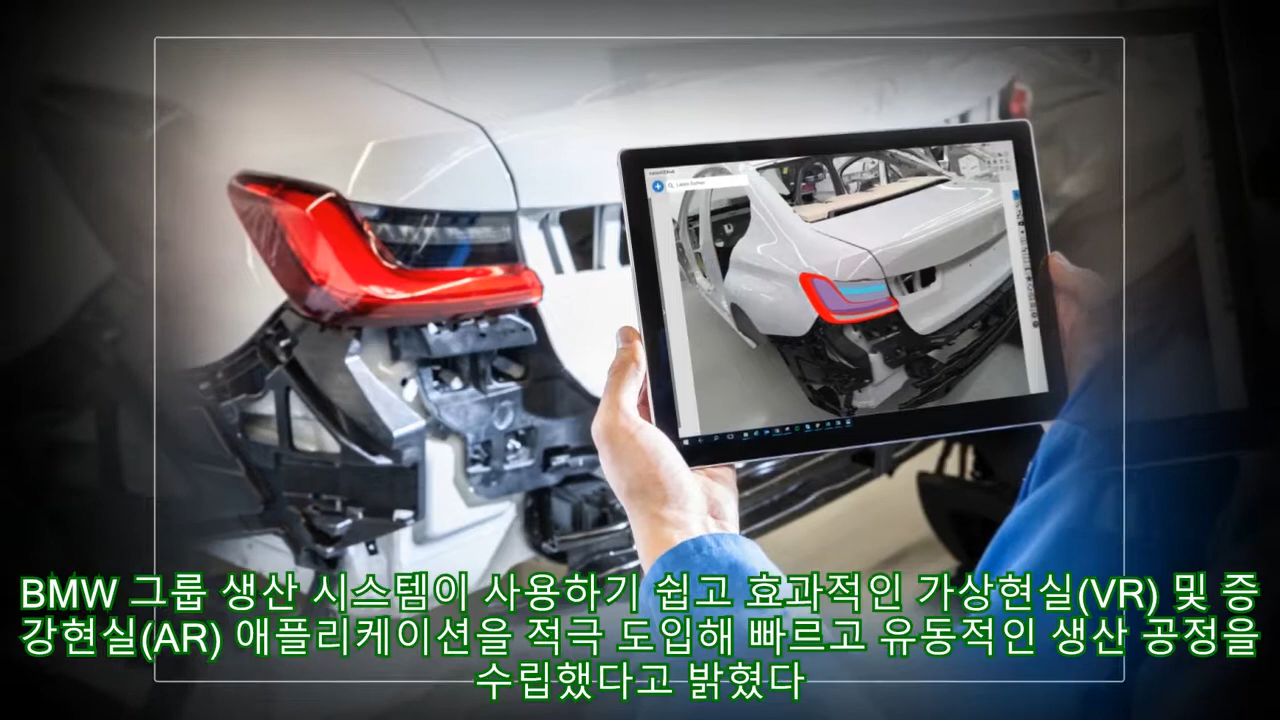 BMW 그룹 생산 시스템이 사용하기 쉽고 효과적인 가상현실(VR) 및 증
강현실(AR) 애플리케이션을 적극 도입해 빠르고 유동적인 생산 공정을
수립했다고 밝혔다